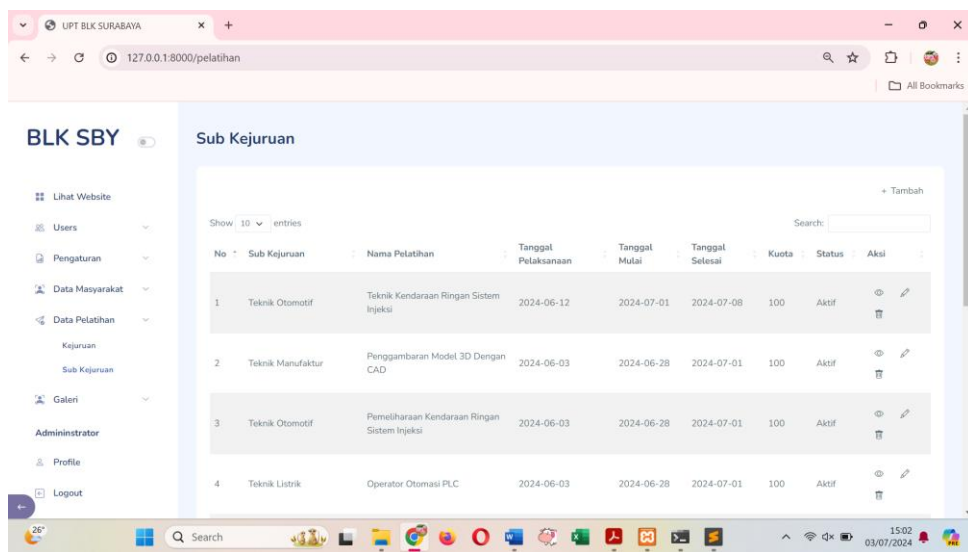 UPT BLK SURABAYA
127.0.0.1:8000/pelatihan
All Bookmarks
BLK SBY
Sub Kejuruan
Lihat Website
Users
Pengaturan
Data Masyarakat
Data Pelatihan
Kejuruan
Sub Kejuruan
Galeri
Admininstrator
Profile
Logout
+ Tambah
Show 10 entries
Search:
No Sub Kejuruan Nama Pelatihan Tanggal Pelaksanaan Tanggal Mulai Tanggal Selesai Kuota Status Aksi
1 Teknik Otomotif Teknik Kendaraan Ringan Sistem Injeksi 2024-06-12 2024-07-01 2024-07-08 100 Aktif
2 Teknik Manufaktur Penggambaran Model 3D Dengan CAD 2024-06-03 2024-06-28 2024-07-01 100 Aktif
3 Teknik Otomotif Pemeliharaan Kendaraan Ringan Sistem Injeksi 2024-06-03 2024-06-28 2024-07-01 100 Aktif
4 Teknik Listrik Operator Otomasi PLC 2024-06-03 2024-06-28 2024-07-01 100 Aktif
26°
Search
15:02
03/07/2024
PRE